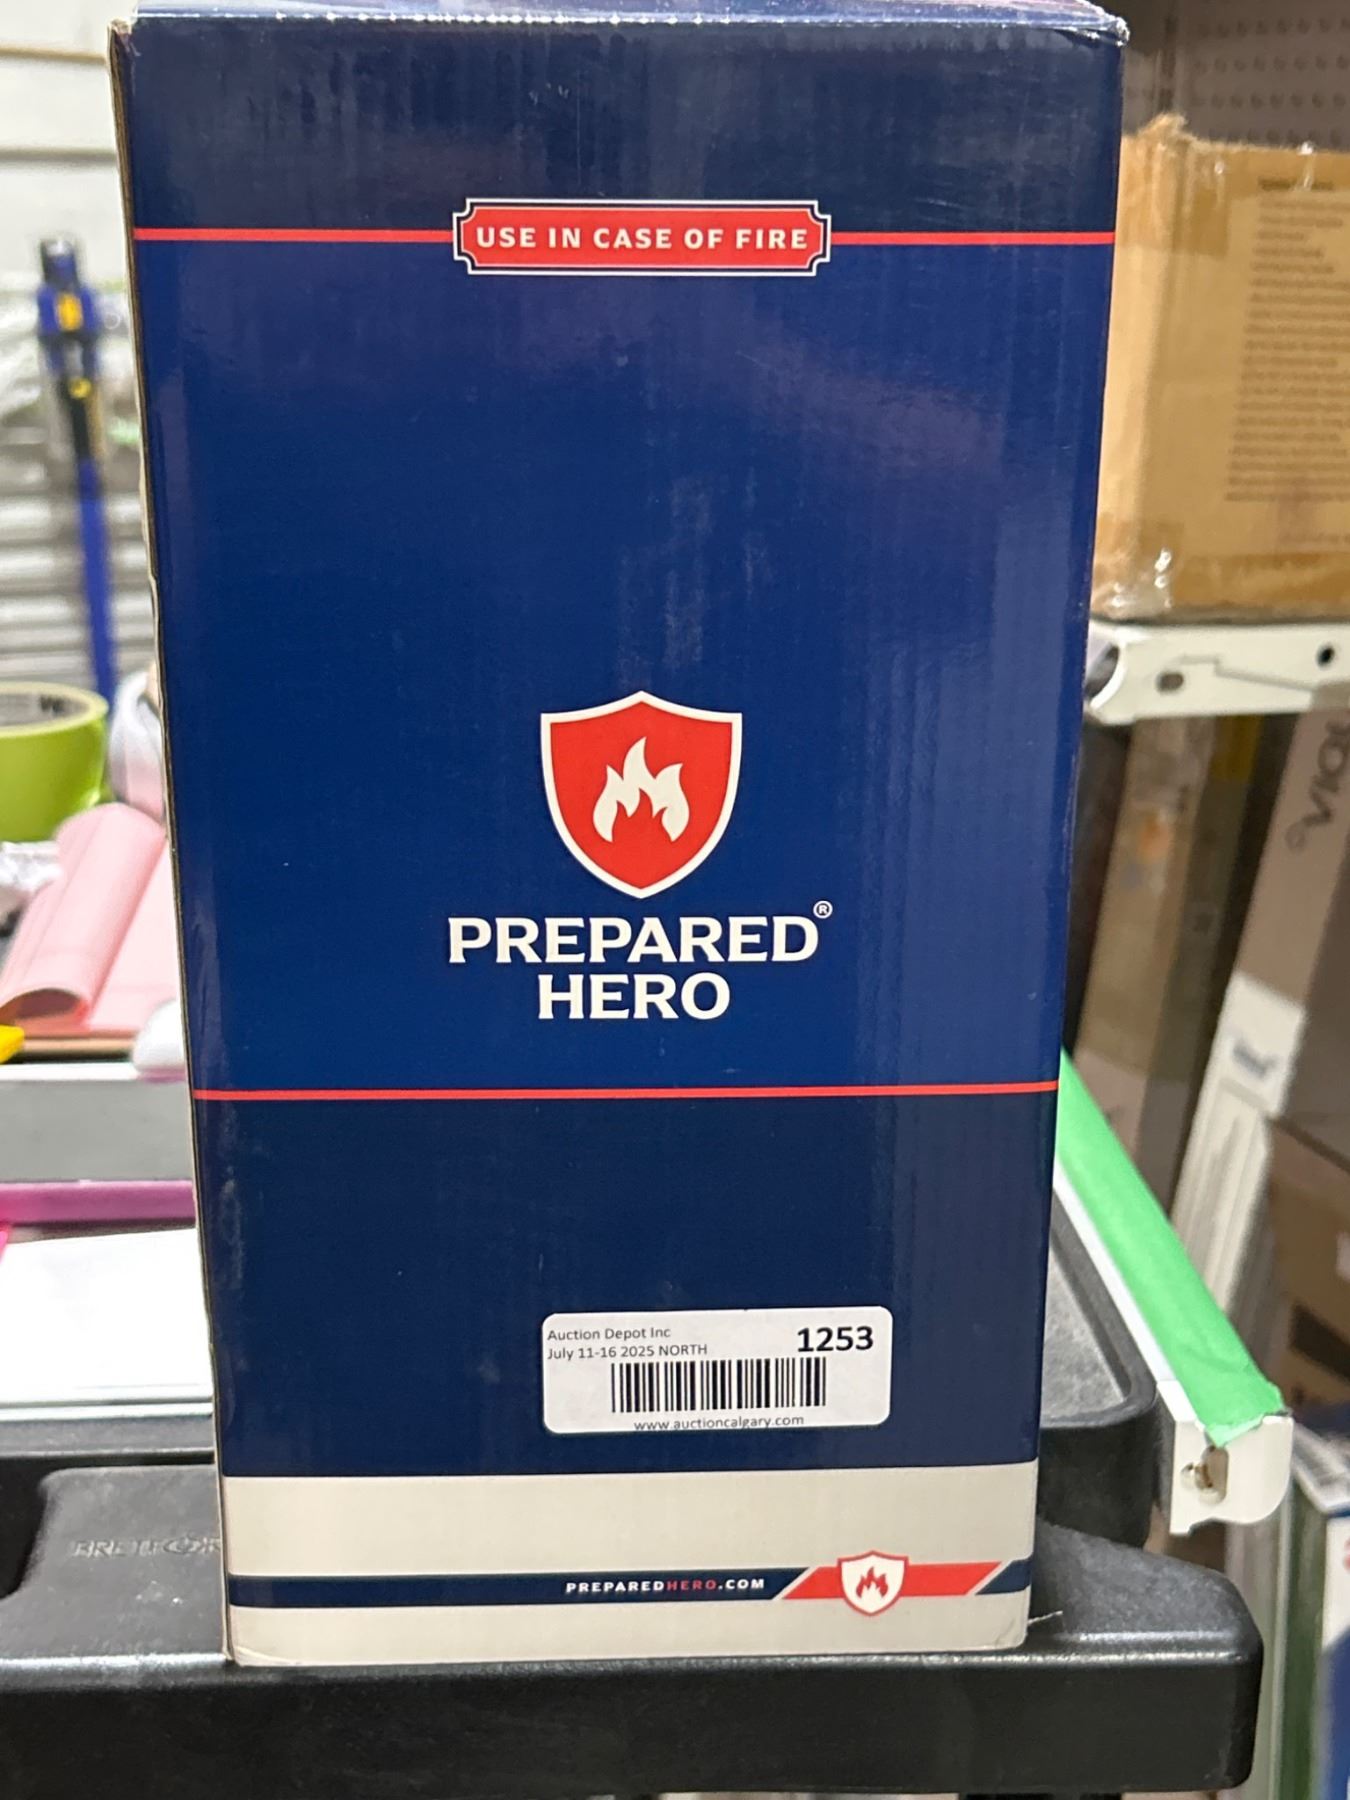 USE IN CASE OF FIRE
PREPARED®
HERO
Auction Depot Inc
1253
July 11-16 2025 NORTH
www.auctioncalgary.com
PREPAREDHERO.COM